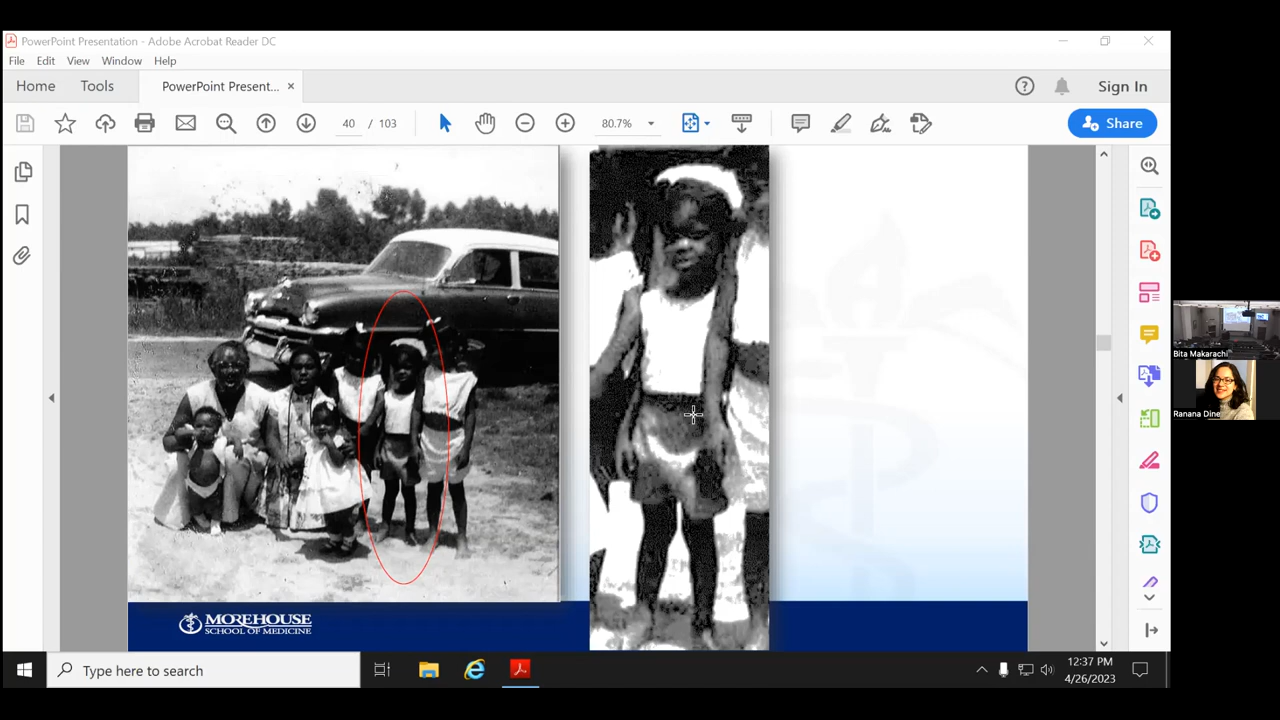 PowerPoint Presentation - Adobe Acrobat Reader DC
File Edit View Window Help
Home Tools PowerPoint Present... Sign In
40 / 103 80.7% Share
Bita Makarachi
Ranana Dine
MOREHOUSE
SCHOOL OF MEDICINE
Type here to search
12:37 PM
4/26/2023